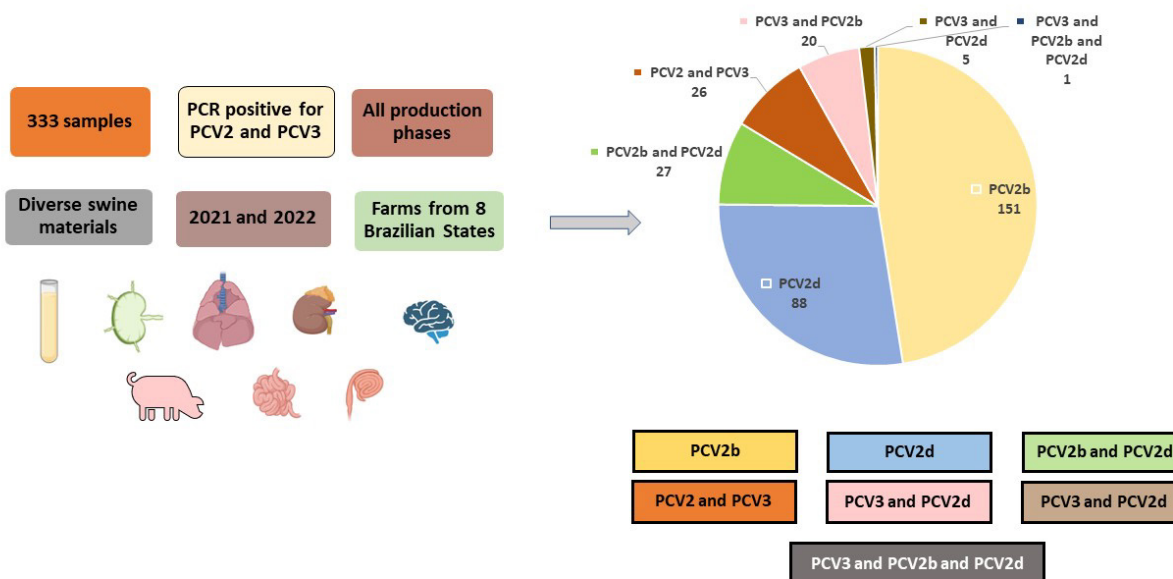 333 samples
PCR positive for
PCV2 and PCV3
All production
phases
Diverse swine
materials
2021 and 2022
Farms from 8
Brazilian States
PCV3 and PCV2b
20
PCV3 and
PCV2d
5
PCV3 and
PCV2b and
PCV2d
1
PCV2 and PCV3
26
PCV2b and PCV2d
27
PCV2b
151
PCV2d
88
PCV2b
PCV2d
PCV2b and PCV2d
PCV2 and PCV3
PCV3 and PCV2d
PCV3 and PCV2d
PCV3 and PCV2b and PCV2d